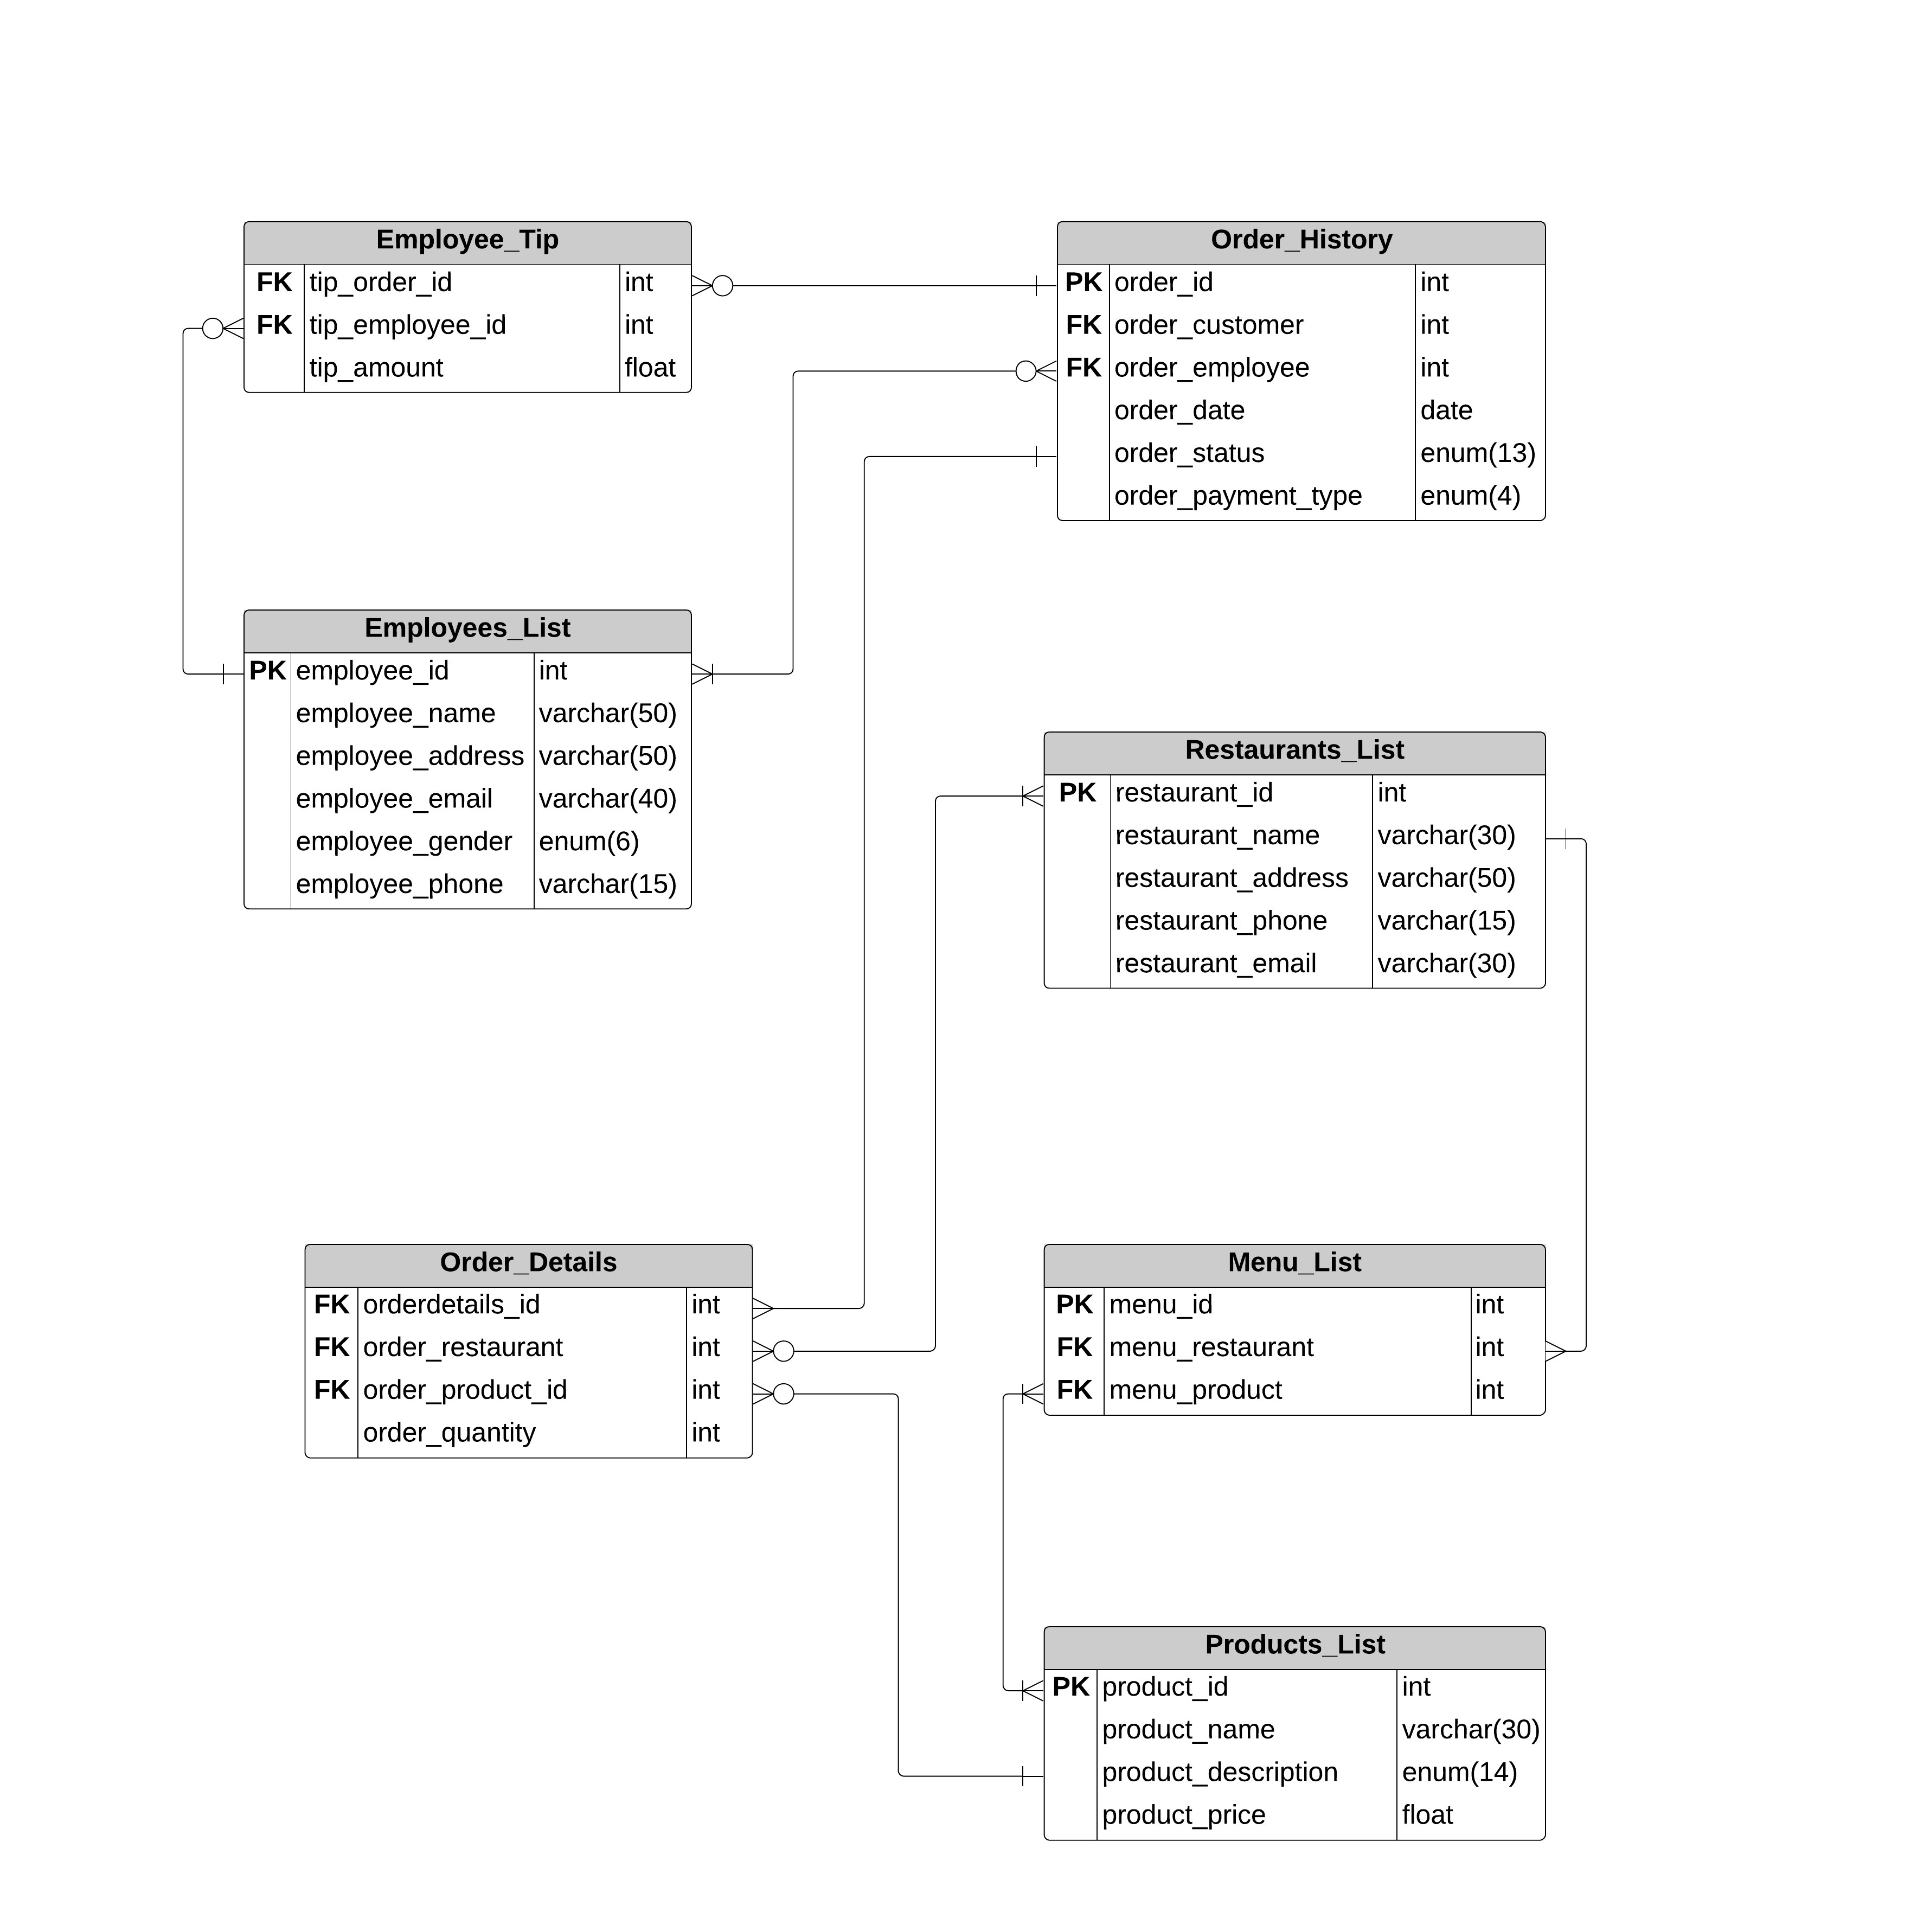 Employee_Tip
FK tip_order_id int
FK tip_employee_id int
tip_amount float
Order_History
PK order_id int
FK order_customer int
FK order_employee int
order_date date
order_status enum(13)
order_payment_type enum(4)
Employees_List
PK employee_id int
employee_name varchar(50)
employee_address varchar(50)
employee_email varchar(40)
employee_gender enum(6)
employee_phone varchar(15)
Restaurants_List
PK restaurant_id int
restaurant_name varchar(30)
restaurant_address varchar(50)
restaurant_phone varchar(15)
restaurant_email varchar(30)
Order_Details
FK orderdetails_id int
FK order_restaurant int
FK order_product_id int
order_quantity int
Menu_List
PK menu_id int
FK menu_restaurant int
FK menu_product int
Products_List
PK product_id int
product_name varchar(30)
product_description enum(14)
product_price float